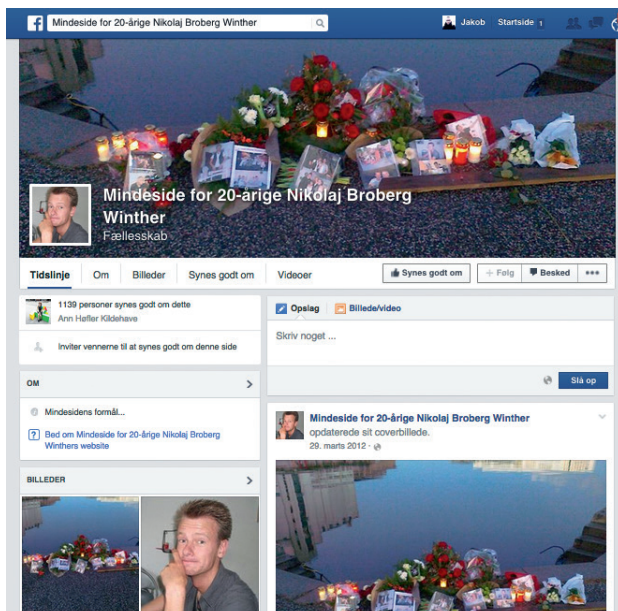 Mindeside for 20-årige Nikolaj Broberg Winther
Jakob Startside 1
Mindeside for 20-årige Nikolaj Broberg
Winther
Fællesskab
Tidslinje Om Billeder Synes godt om Videoer
Synes godt om + Følg Besked •••
1139 personer synes godt om dette
Ann Høfler Kildehave
Inviter vennerne til at synes godt om denne side
OM
Mindesidens formål...
? Bed om Mindeside for 20-årige Nikolaj Broberg
Winthers website
BILLEDER
Opslag Billede/video
Skriv noget ...
Slå op
Mindeside for 20-årige Nikolaj Broberg Winther
opdaterede sit coverbillede.
29. marts 2012 ·